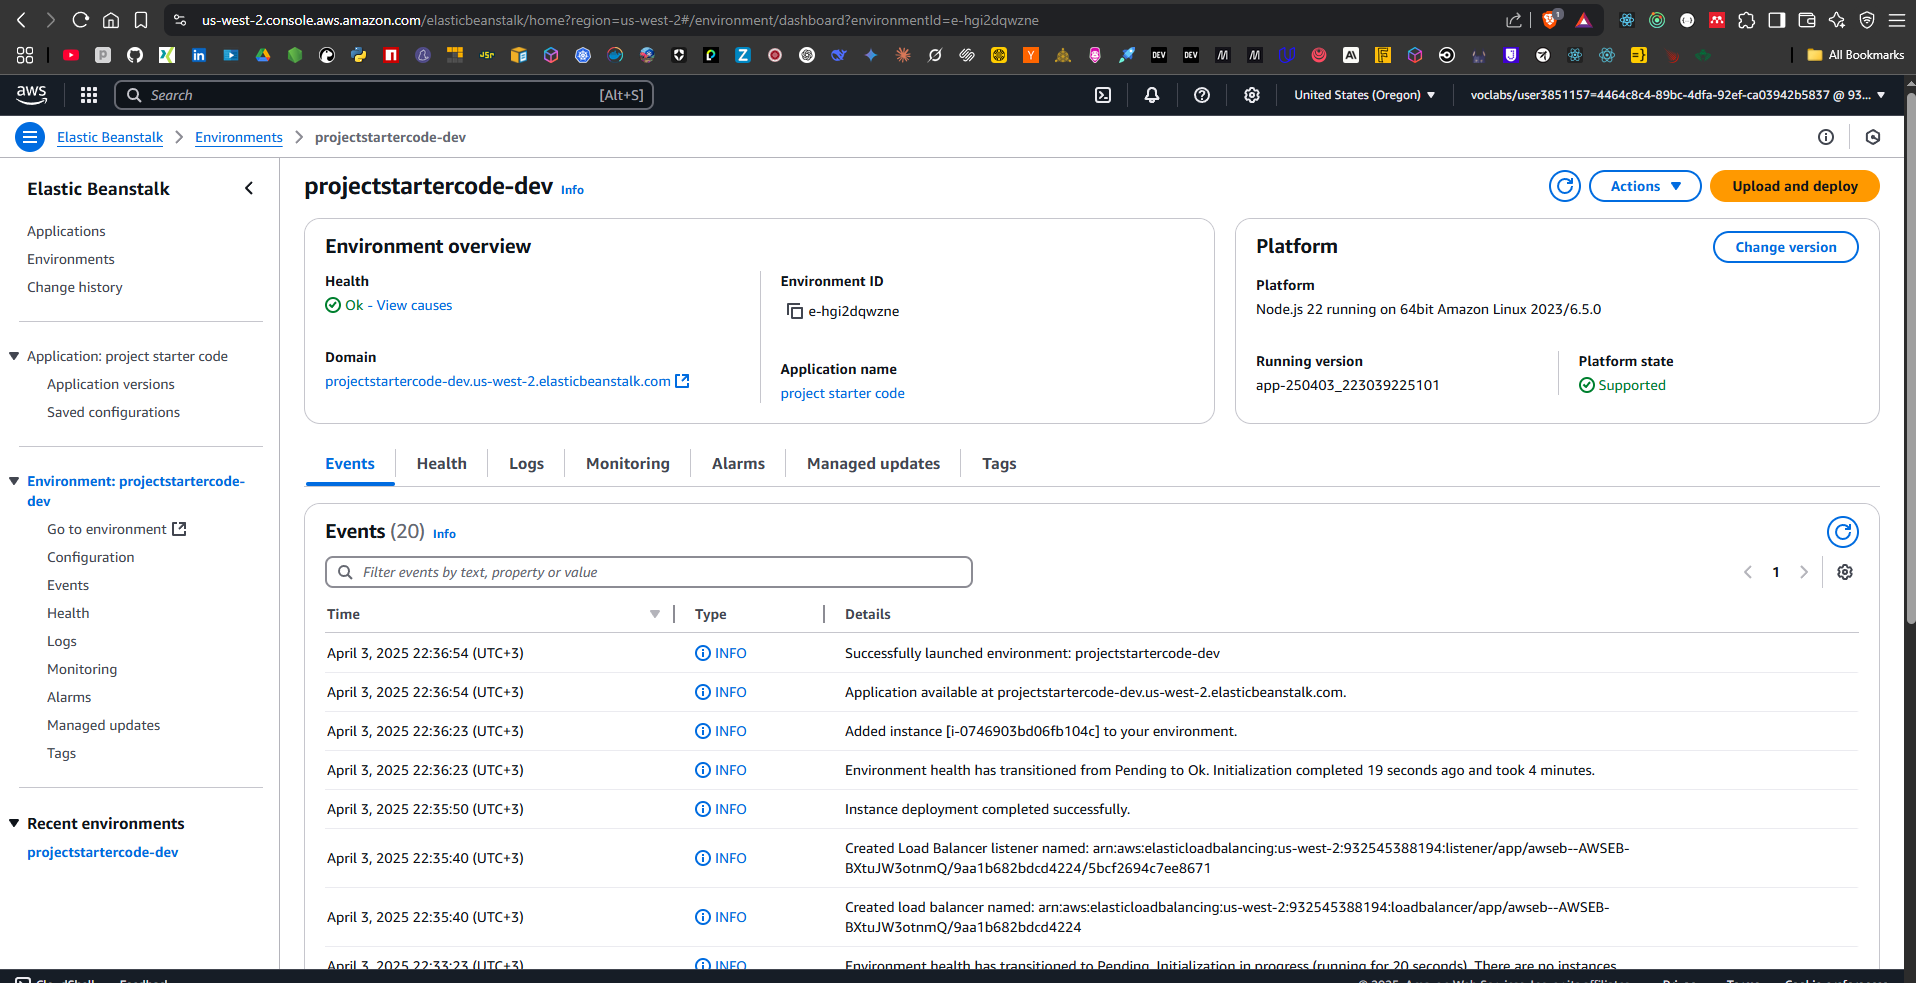 us-west-2.console.aws.amazon.com/elasticbeanstalk/home?region=us-west-2#/environment/dashboard?environmentId=e-hgi2dqwzne
All Bookmarks
aws
Search
[Alt+S]
United States (Oregon)
voclabs/user3851157=4464c8c4-89bc-4dfa-92ef-ca03942b5837 @ 93...
Elastic Beanstalk
Environments
projectstartercode-dev
Elastic Beanstalk
Applications
Environments
Change history
Application: project starter code
Application versions
Saved configurations
Environment: projectstartercode-
dev
Go to environment
Configuration
Events
Health
Logs
Monitoring
Alarms
Managed updates
Tags
Recent environments
projectstartercode-dev
projectstartercode-dev Info
Actions
Upload and deploy
Environment overview
Health
Ok - View causes
Domain
projectstartercode-dev.us-west-2.elasticbeanstalk.com
Environment ID
e-hgi2dqwzne
Application name
project starter code
Platform
Change version
Platform
Node.js 22 running on 64bit Amazon Linux 2023/6.5.0
Running version
app-250403_223039225101
Platform state
Supported
Events
Health
Logs
Monitoring
Alarms
Managed updates
Tags
Events (20) Info
Filter events by text, property or value
1
Time Type Details
April 3, 2025 22:36:54 (UTC+3) INFO Successfully launched environment: projectstartercode-dev
April 3, 2025 22:36:54 (UTC+3) INFO Application available at projectstartercode-dev.us-west-2.elasticbeanstalk.com.
April 3, 2025 22:36:23 (UTC+3) INFO Added instance [i-0746903bd06fb104c] to your environment.
April 3, 2025 22:36:23 (UTC+3) INFO Environment health has transitioned from Pending to Ok. Initialization completed 19 seconds ago and took 4 minutes.
April 3, 2025 22:35:50 (UTC+3) INFO Instance deployment completed successfully.
April 3, 2025 22:35:40 (UTC+3) INFO Created Load Balancer listener named: arn:aws:elasticloadbalancing:us-west-2:932545388194:listener/app/awseb--AWSEB-
BXtuJW3otnmQ/9aa1b682bdcd4224/5bcf2694c7ee8671
April 3, 2025 22:35:40 (UTC+3) INFO Created load balancer named: arn:aws:elasticloadbalancing:us-west-2:932545388194:loadbalancer/app/awseb--AWSEB-
BXtuJW3otnmQ/9aa1b682bdcd4224
April 3, 2025 22:33:23 (UTC+3) INFO Environment health has transitioned to Pending. Initialization in progress (running for 20 seconds). There are no instances